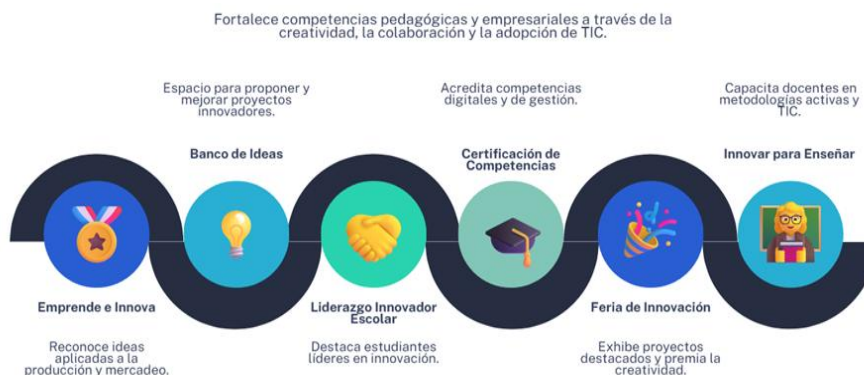 Fortalece competencias pedagógicas y empresariales a través de la
creatividad, la colaboración y la adopción de TIC.
Espacio para proponer y
mejorar proyectos
innovadores.
Banco de Ideas
Acredita competencias
digitales y de gestión.
Certificación de
Competencias
Capacita docentes en
metodologías activas y
TIC.
Innovar para Enseñar
Emprende e Innova
Reconoce ideas
aplicadas a la
producción y mercadeo.
Liderazgo Innovador
Escolar
Destaca estudiantes
líderes en innovación.
Feria de Innovación
Exhibe proyectos
destacados y premia la
creatividad.